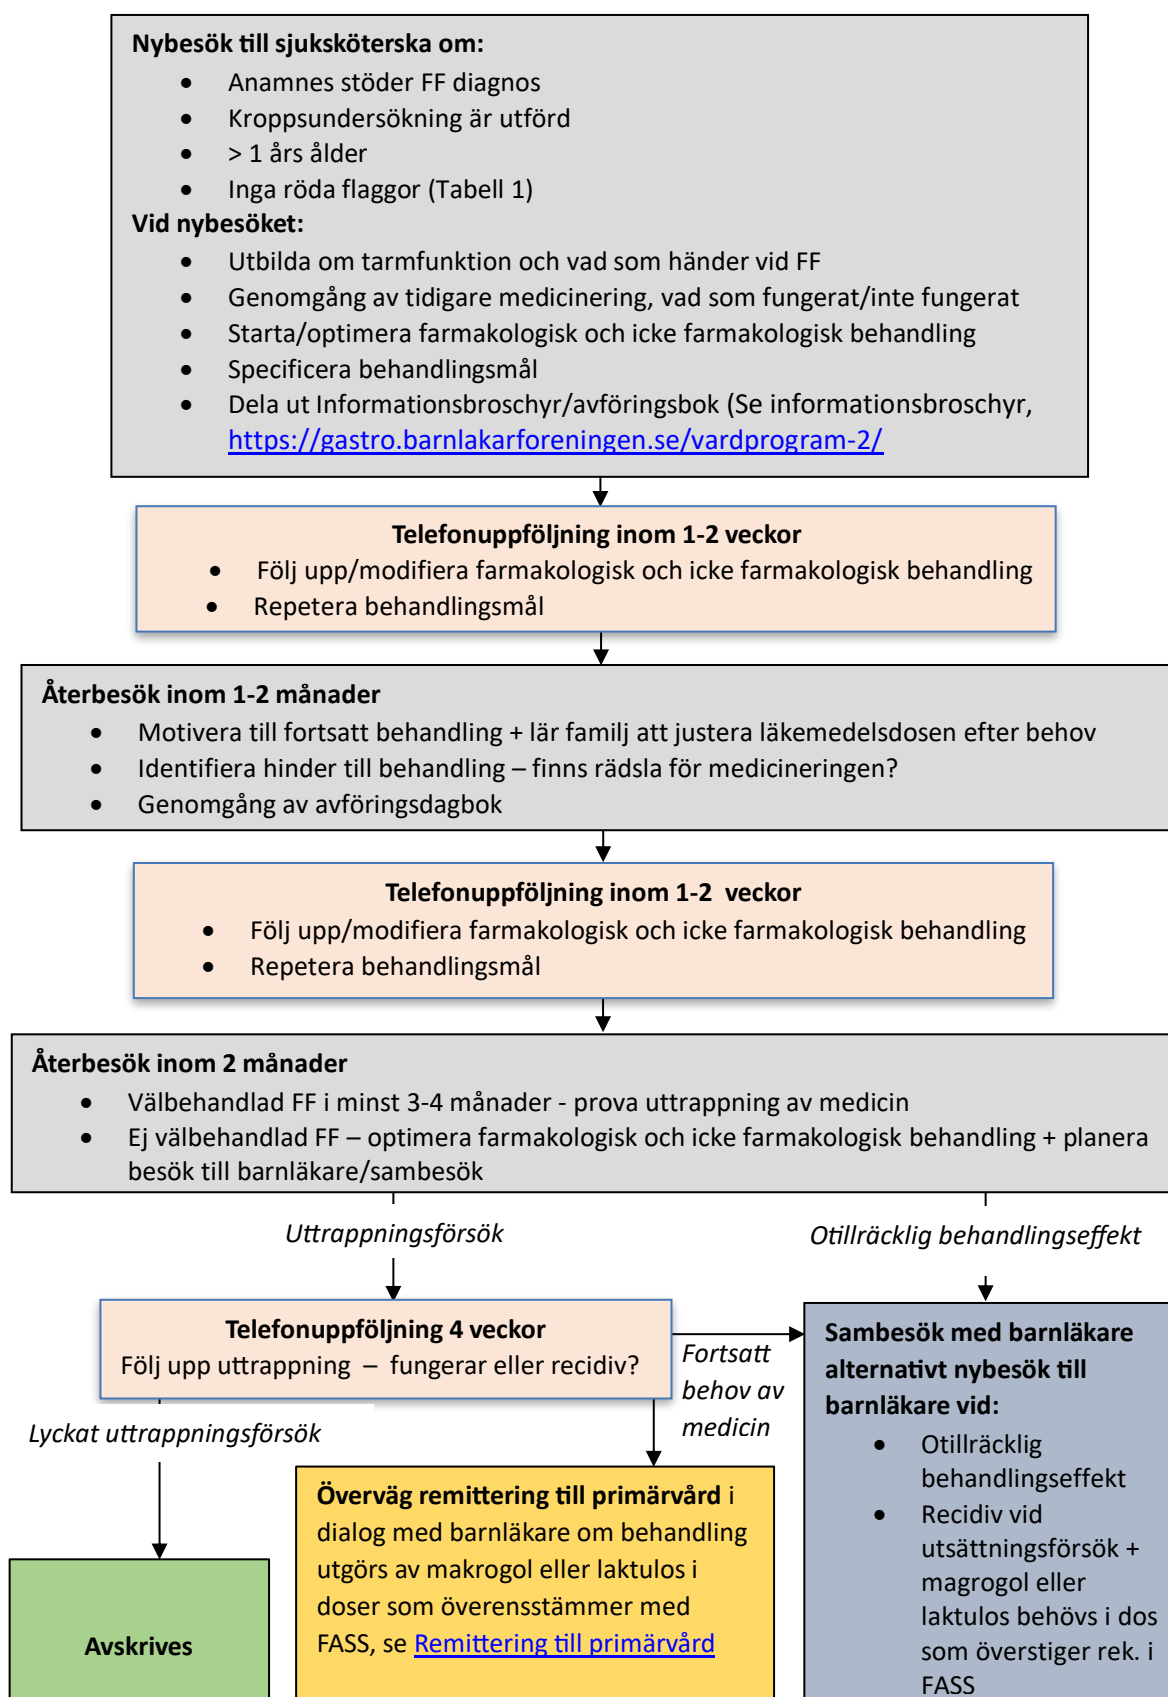 Nybesök till sjuksköterska om:
• Anamnes stöder FF diagnos
• Kroppsundersökning är utförd
• > 1 års ålder
• Inga röda flaggor (Tabell 1)
Vid nybesöket:
• Utbilda om tarmfunktion och vad som händer vid FF
• Genomgång av tidigare medicinering, vad som fungerat/inte fungerat
• Starta/optimera farmakologisk och icke farmakologisk behandling
• Specificera behandlingsmål
• Dela ut Informationsbroschyr/avföringsbok (Se informationsbroschyr,
https://gastro.barnlakarforeningen.se/vardprogram-2/
Telefonuppföljning inom 1-2 veckor
• Följ upp/modifiera farmakologisk och icke farmakologisk behandling
• Repetera behandlingsmål
Återbesök inom 1-2 månader
• Motivera till fortsatt behandling + lär familj att justera läkemedelsdosen efter behov
• Identifiera hinder till behandling – finns rädsla för medicineringen?
• Genomgång av avföringsdagbok
Telefonuppföljning inom 1-2 veckor
• Följ upp/modifiera farmakologisk och icke farmakologisk behandling
• Repetera behandlingsmål
Återbesök inom 2 månader
• Välbehandlad FF i minst 3-4 månader - prova uttrappning av medicin
• Ej välbehandlad FF – optimera farmakologisk och icke farmakologisk behandling + planera
besök till barnläkare/sambesök
Uttrappningsförsök
Otillräcklig behandlingseffekt
Telefonuppföljning 4 veckor
Följ upp uttrappning – fungerar eller recidiv?
Fortsatt
behov av
medicin
Lyckat uttrappningsförsök
Avskrives
Överväg remittering till primärvård i
dialog med barnläkare om behandling
utgörs av makrogol eller laktulos i
doser som överensstämmer med
FASS, se Remittering till primärvård
Sambesök med barnläkare
alternativt nybesök till
barnläkare vid:
• Otillräcklig
behandlingseffekt
• Recidiv vid
utsättningsförsök +
magrogol eller
laktulos behövs i dos
som överstiger rek. i
FASS